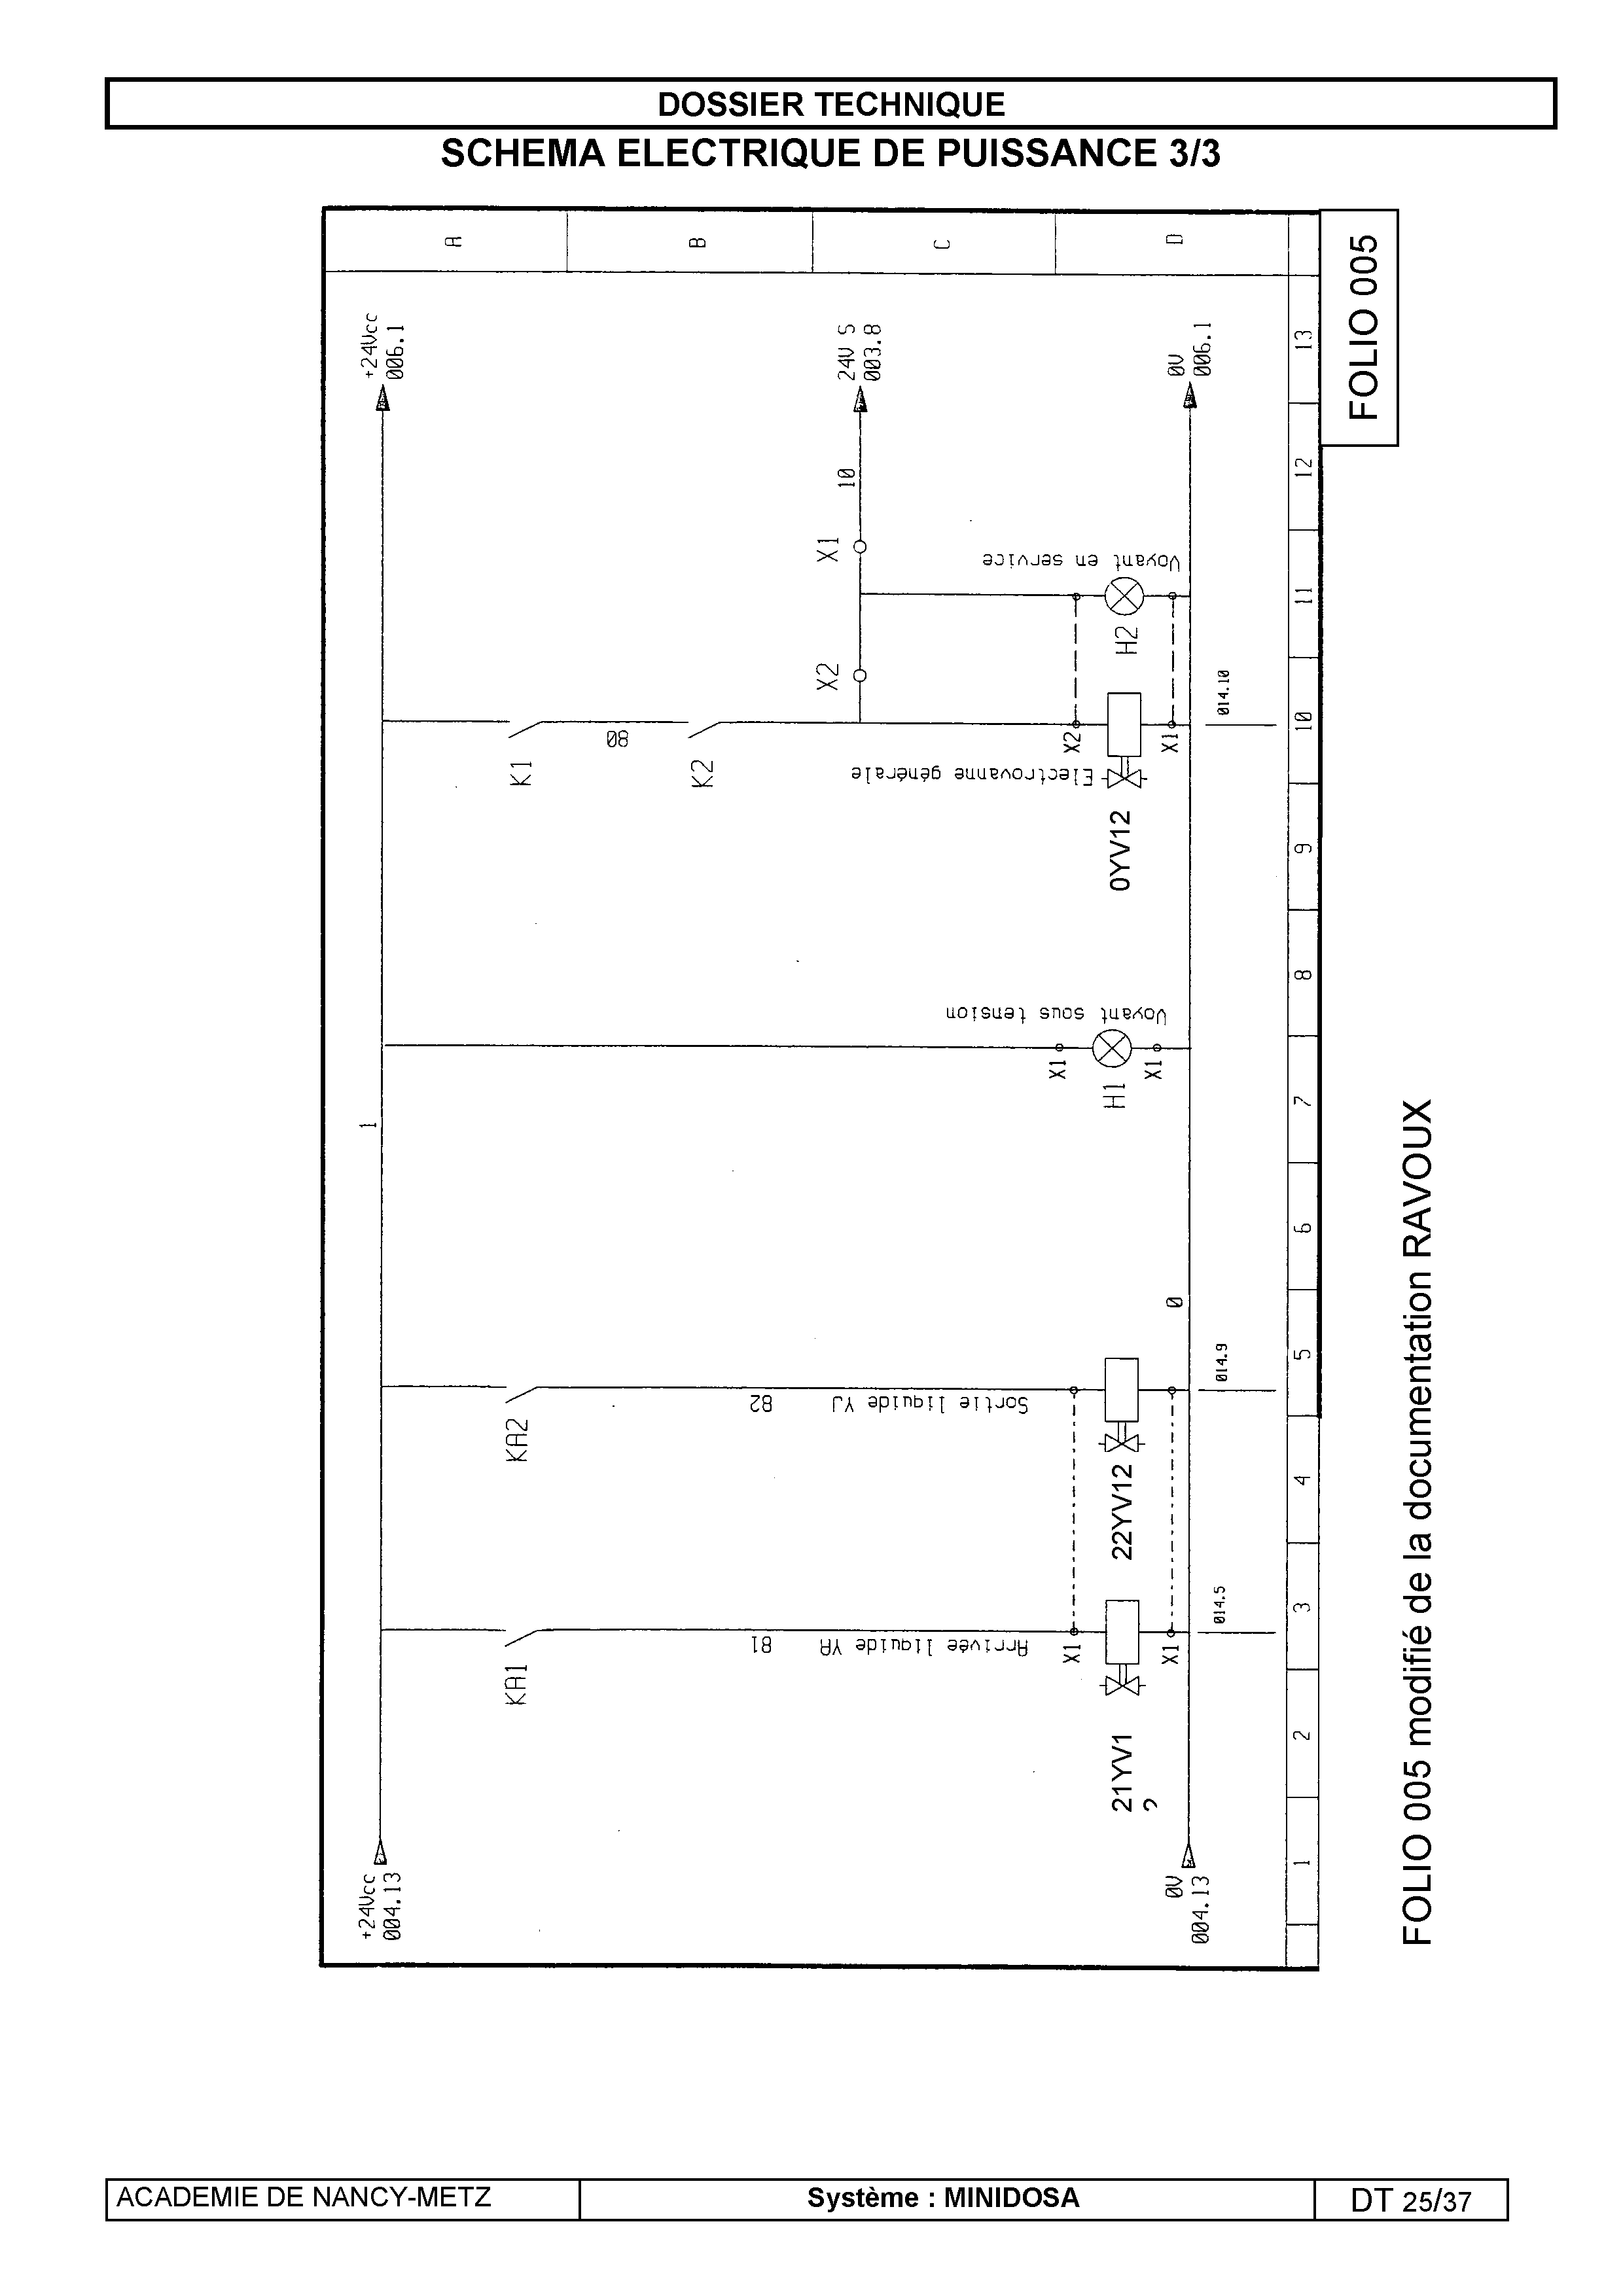 DOSSIER TECHNIQUE
SCHEMA ELECTRIQUE DE PUISSANCE 3/3
A
B
C
D
FOLIO 005
+24Vcc
006.1
24V S
003.8
0V
006.1
13
12
11
10
9
8
7
6
5
4
3
2
1
10
X1
X2
Voyant en service
H2
014.10
K1
80
K2
X2
X1
Electrovanne générale
0YV12
Voyant sous tension
X1
X1
H1
1
0
014.9
KA2
82
Sortie liquide YJ
22YV12
014.5
KA1
81
Arrivée liquide YA
X1
X1
21YV1
2
+24Vcc
004.13
0V
004.13
FOLIO 005 modifié de la documentation RAVOUX
ACADEMIE DE NANCY-METZ
Système : MINIDOSA
DT 25/37